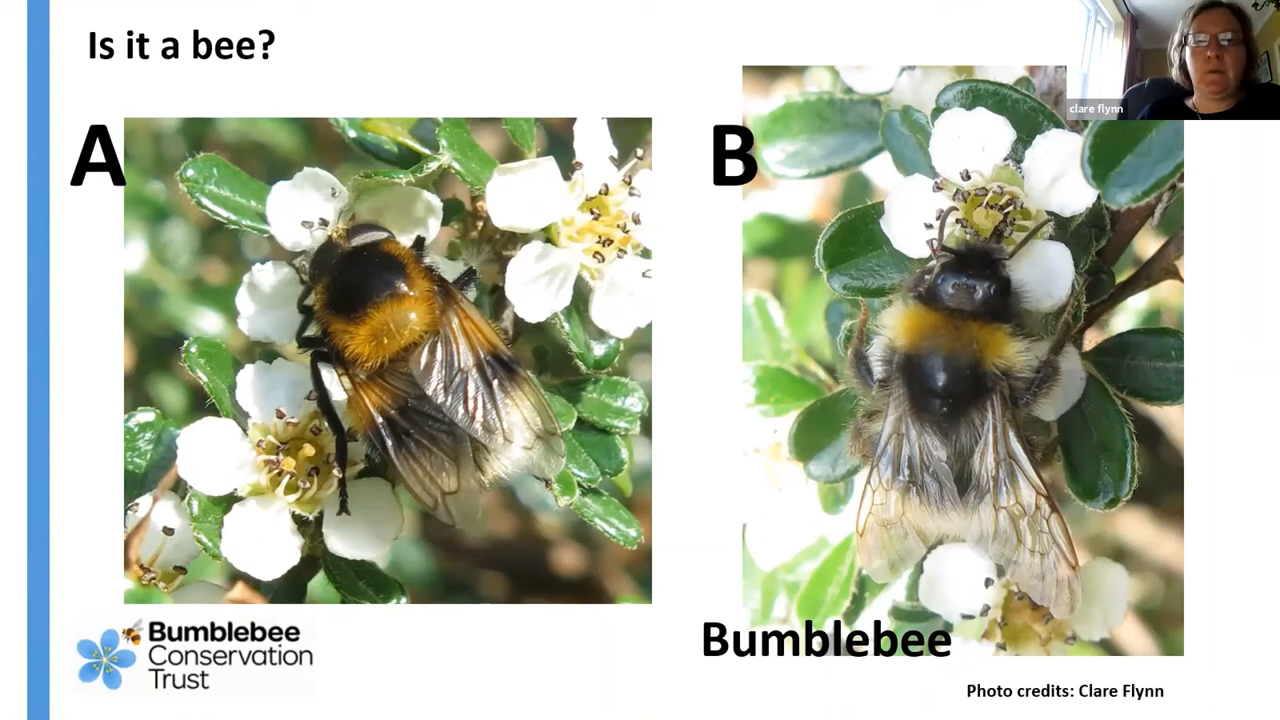 Is it a bee?
clare flynn
A
B
Bumblebee
Conservation
Trust
Bumblebee
Photo credits: Clare Flynn